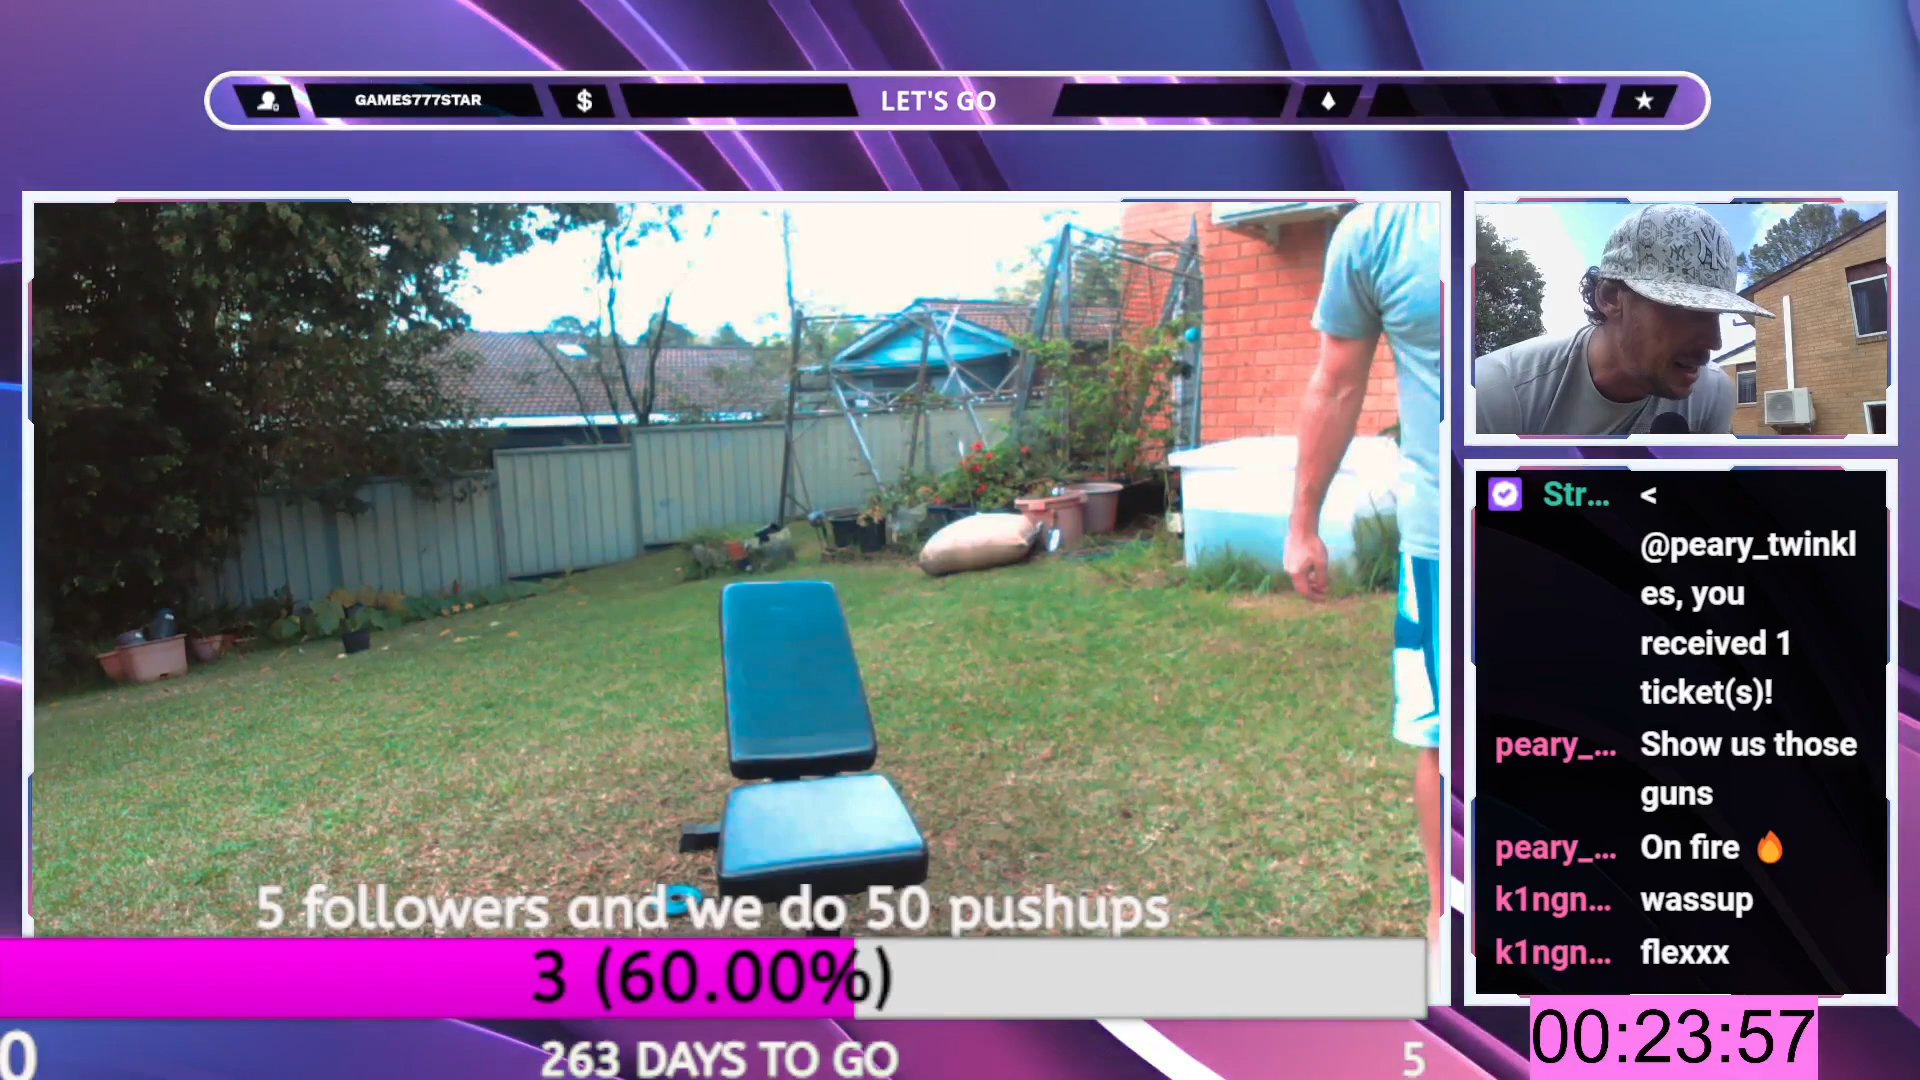 GAMES777STAR
$
LET'S GO
Str... <
@peary_twinkl
es, you
received 1
ticket(s)!
peary_... Show us those
guns
peary_... On fire 🔥
k1ngn... wassup
k1ngn... flexxx
5 followers and we do 50 pushups
3 (60.00%)
0 263 DAYS TO GO 5
00:23:57